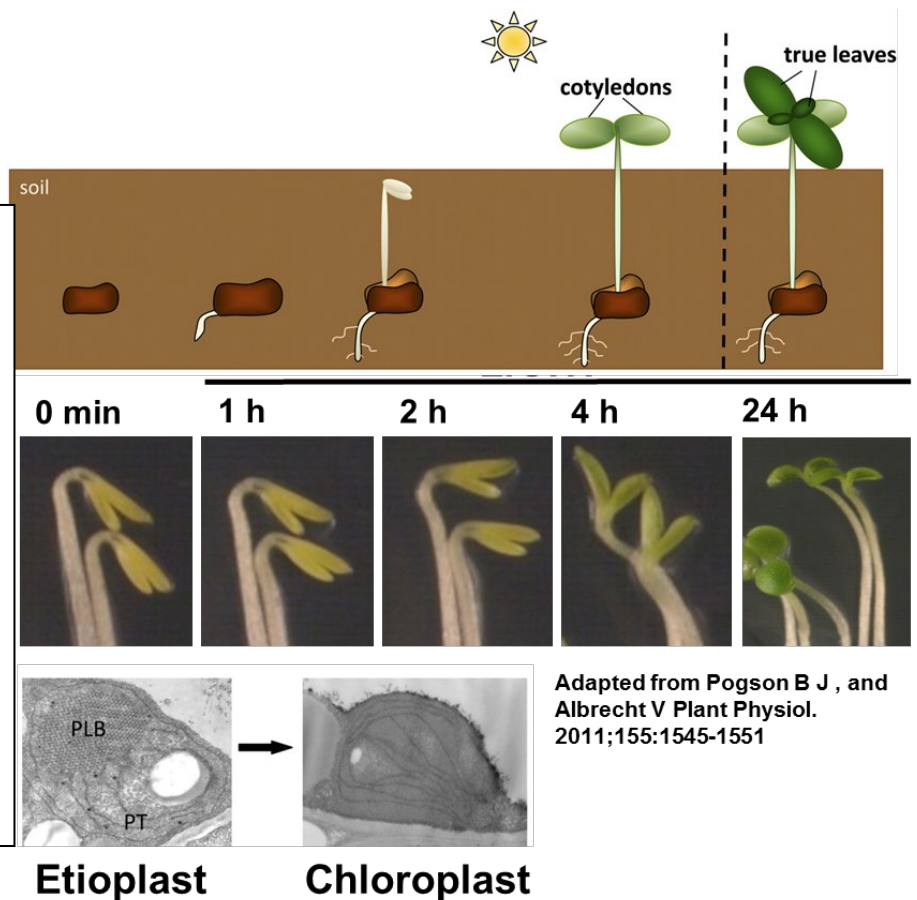 cotyledons
true leaves
soil
0 min
1 h
2 h
4 h
24 h
PLB
PT
Adapted from Pogson B J , and
Albrecht V Plant Physiol.
2011;155:1545-1551
Etioplast
Chloroplast